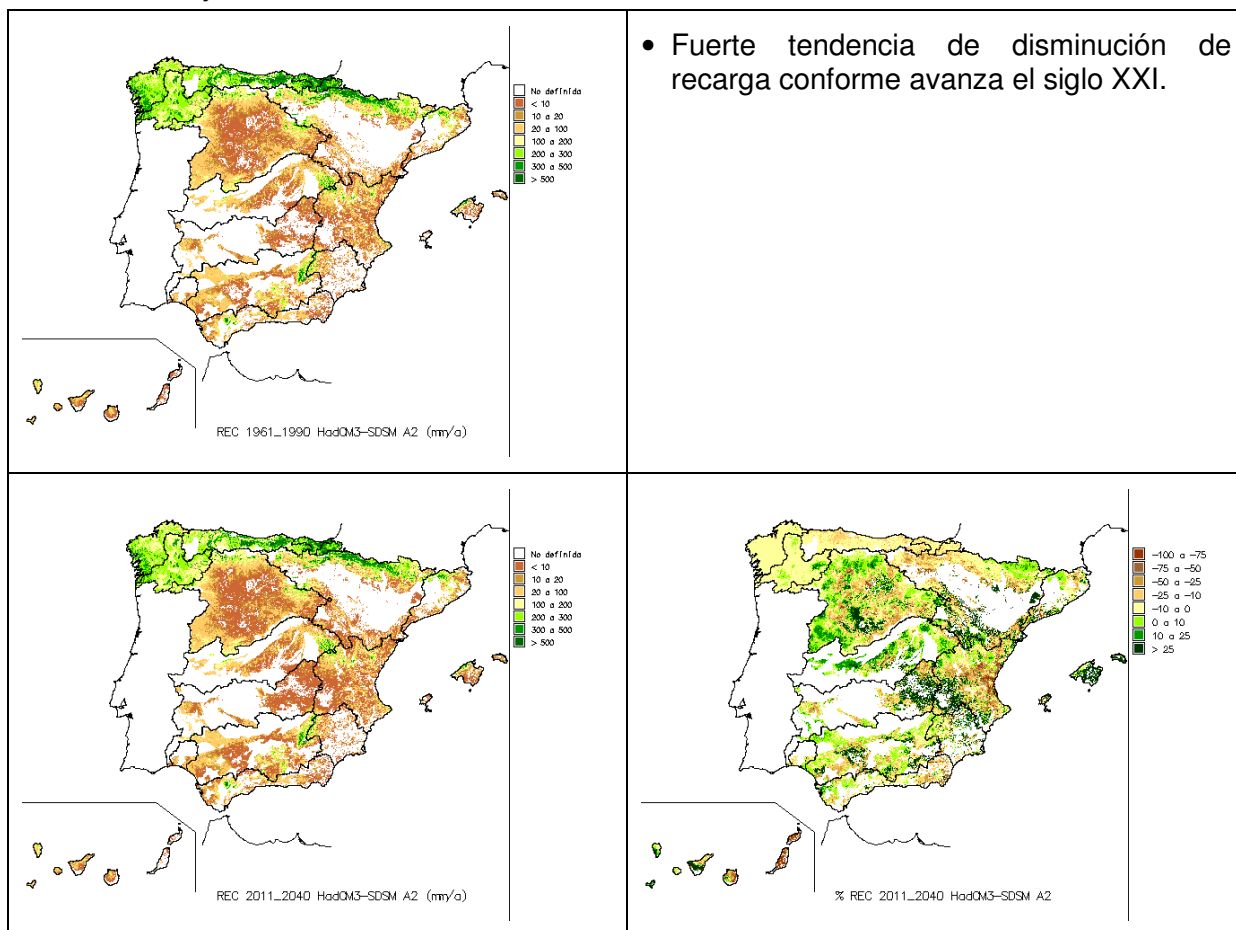 • Fuerte tendencia de disminución de
recarga conforme avanza el siglo XXI.
No definida
< 10
10 a 20
20 a 100
100 a 200
200 a 300
300 a 500
> 500
REC 1961_1990 HadCM3-SDSM A2 (mm/a)
No definida
< 10
10 a 20
20 a 100
100 a 200
200 a 300
300 a 500
> 500
REC 2011_2040 HadCM3-SDSM A2 (mm/a)
-100 a -75
-75 a -50
-50 a -25
-25 a -10
-10 a 0
0 a 10
10 a 25
> 25
% REC 2011_2040 HadCM3-SDSM A2